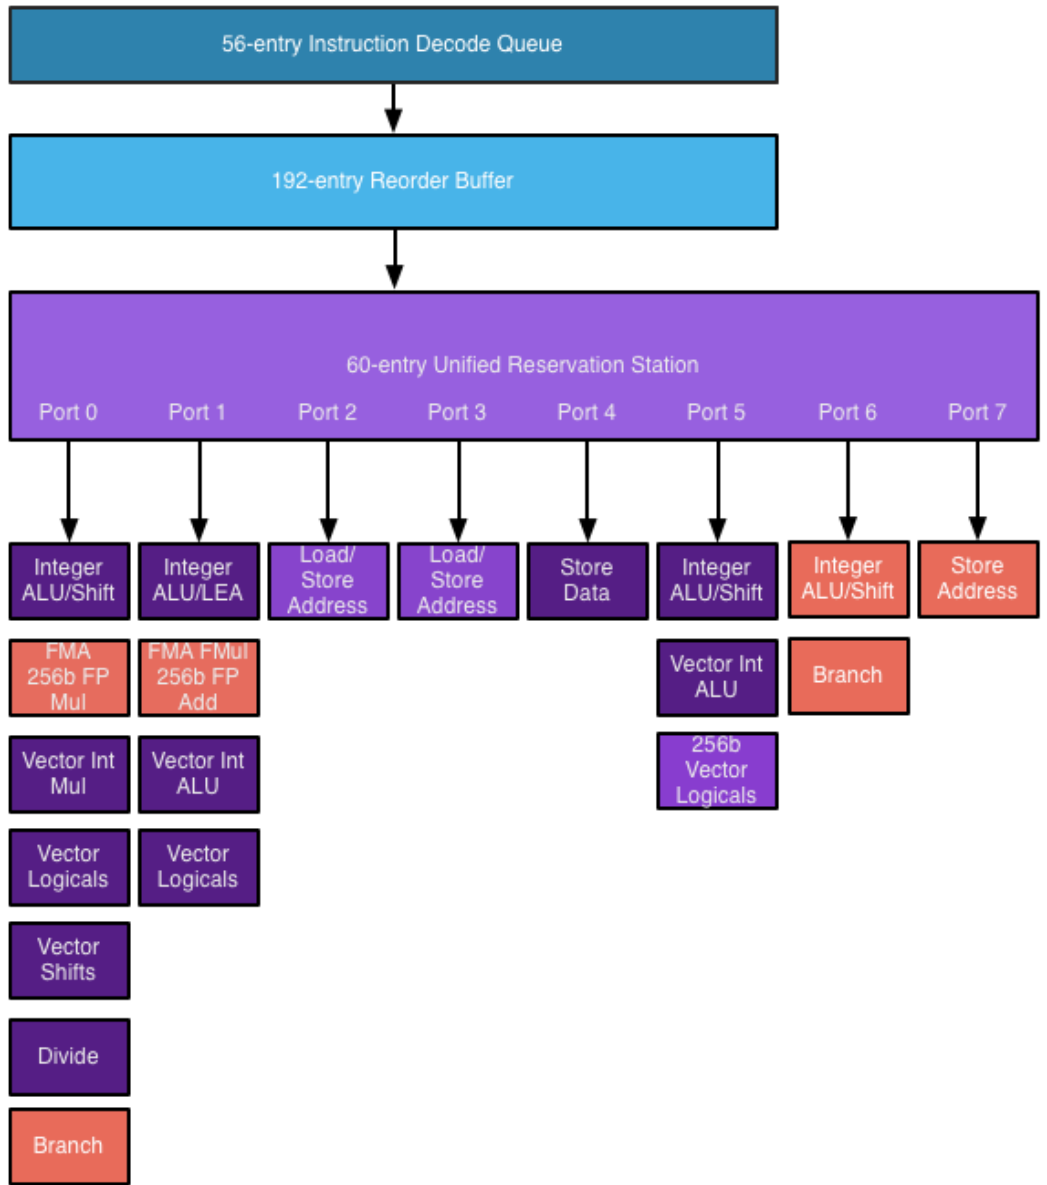 56-entry Instruction Decode Queue
192-entry Reorder Buffer
60-entry Unified Reservation Station
Port 0
Port 1
Port 2
Port 3
Port 4
Port 5
Port 6
Port 7
Integer
ALU/Shift
Integer
ALU/LEA
Load/
Store
Address
Load/
Store
Address
Store
Data
Integer
ALU/Shift
Integer
ALU/Shift
Store
Address
FMA
256b FP
Mul
FMA FMul
256b FP
Add
Vector Int
ALU
Branch
Vector Int
Mul
Vector Int
ALU
256b
Vector
Logicals
Vector
Logicals
Vector
Logicals
Vector
Shifts
Divide
Branch